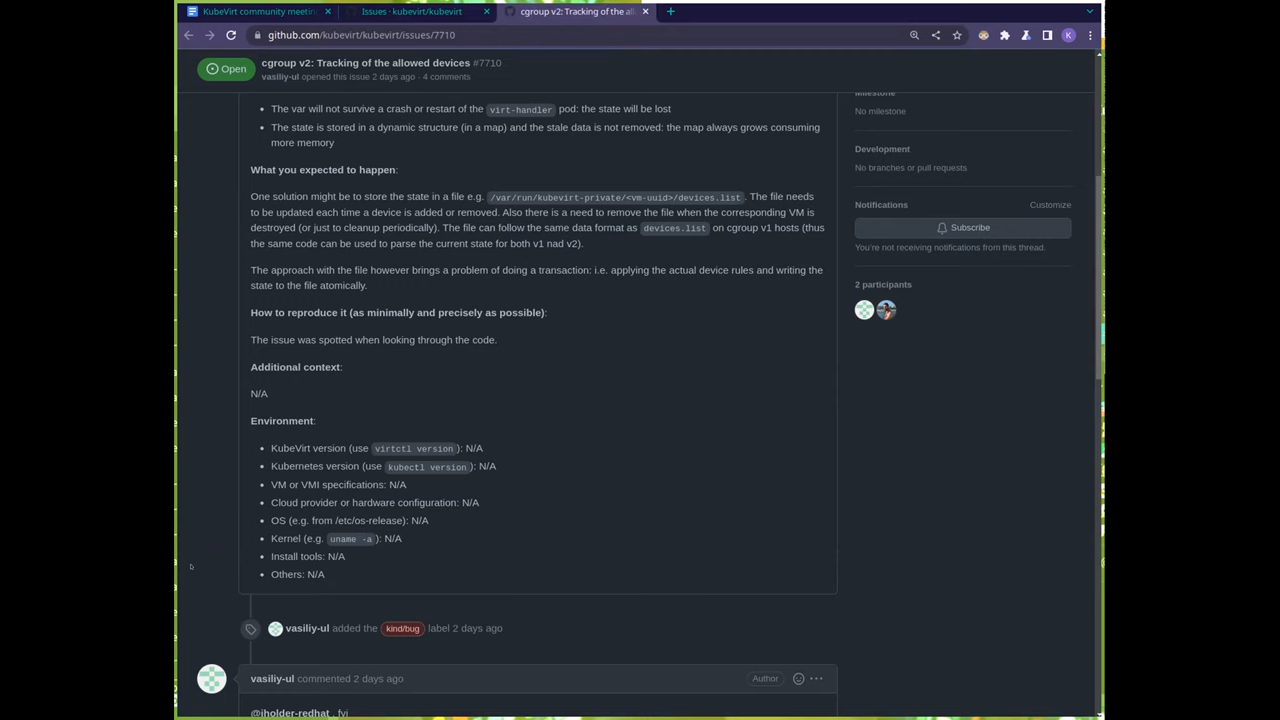 KubeVirt community meetin
Issues · kubevirt/kubevirt
cgroup v2: Tracking of the al
github.com/kubevirt/kubevirt/issues/7710
K
Open
cgroup v2: Tracking of the allowed devices #7710
vasiliy-ul opened this issue 2 days ago · 4 comments
The var will not survive a crash or restart of the virt-handler pod: the state will be lost
The state is stored in a dynamic structure (in a map) and the stale data is not removed: the map always grows consuming
more memory
What you expected to happen:
One solution might be to store the state in a file e.g. /var/run/kubevirt-private/<vm-uuid>/devices.list. The file needs
to be updated each time a device is added or removed. Also there is a need to remove the file when the corresponding VM is
destroyed (or just to cleanup periodically). The file can follow the same data format as devices.list on cgroup v1 hosts (thus
the same code can be used to parse the current state for both v1 nad v2).
The approach with the file however brings a problem of doing a transaction: i.e. applying the actual device rules and writing the
state to the file atomically.
How to reproduce it (as minimally and precisely as possible):
The issue was spotted when looking through the code.
Additional context:
N/A
Environment:
KubeVirt version (use virtctl version): N/A
Kubernetes version (use kubectl version): N/A
VM or VMI specifications: N/A
Cloud provider or hardware configuration: N/A
OS (e.g. from /etc/os-release): N/A
Kernel (e.g. uname -a): N/A
Install tools: N/A
Others: N/A
vasiliy-ul added the kind/bug label 2 days ago
vasiliy-ul commented 2 days ago
Author
@iholder-redhat , fyi
Milestone
No milestone
Development
No branches or pull requests
Notifications
Customize
Subscribe
You're not receiving notifications from this thread.
2 participants